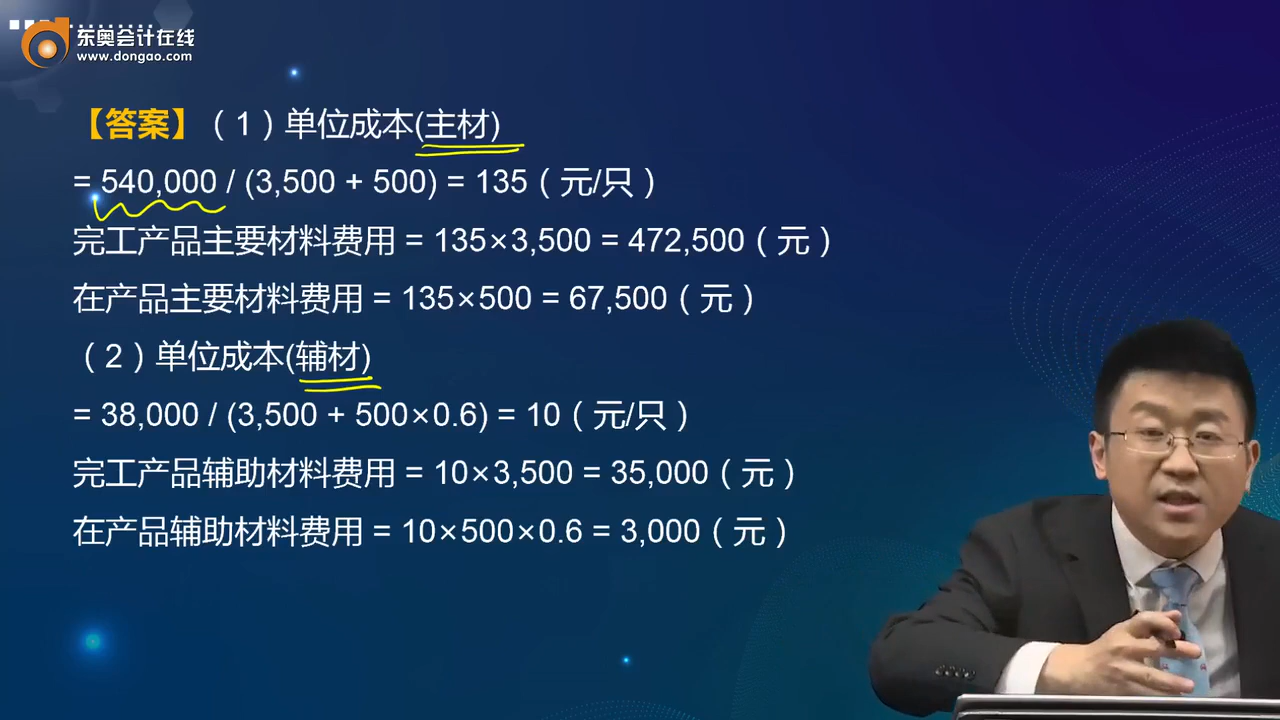 东奥会计在线
www.dongao.com
【答案】（1）单位成本(主材)
= 540,000 / (3,500 + 500) = 135（元/只）
完工产品主要材料费用 = 135×3,500 = 472,500（元）
在产品主要材料费用 = 135×500 = 67,500（元）
（2）单位成本(辅材)
= 38,000 / (3,500 + 500×0.6) = 10（元/只）
完工产品辅助材料费用 = 10×3,500 = 35,000（元）
在产品辅助材料费用 = 10×500×0.6 = 3,000（元）